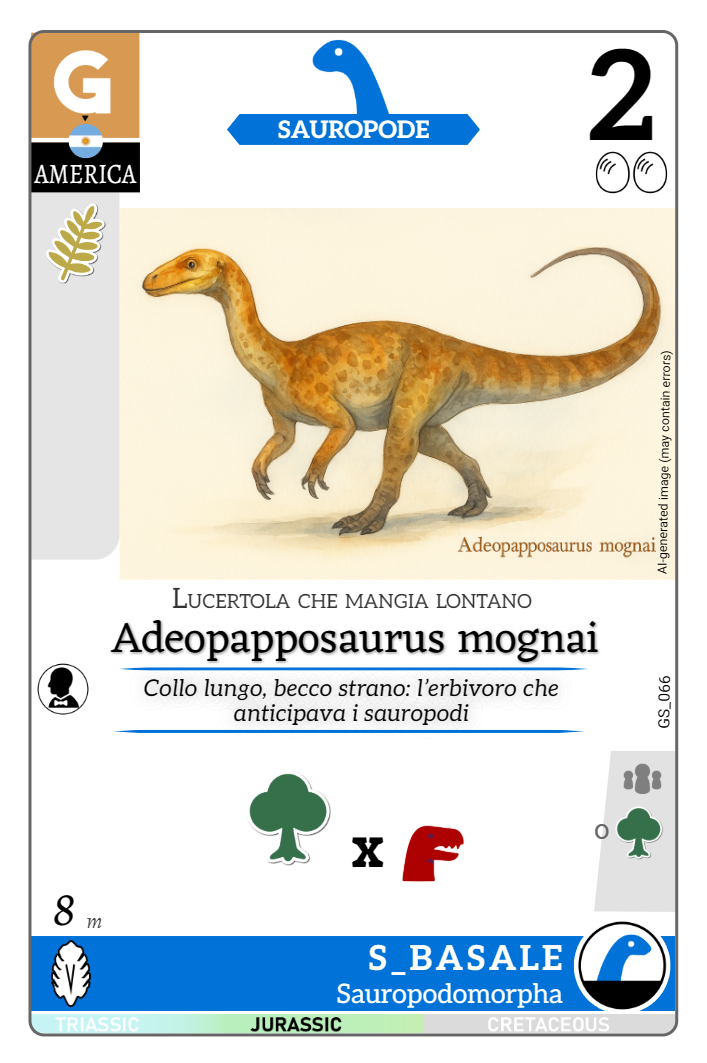 G
AMERICA
SAUROPODE
2
Adeopapposaurus mognai
AI-generated image (may contain errors)
Lucertola che mangia lontano
Adeopapposaurus mognai
Collo lungo, becco strano: l'erbivoro che
anticipava i sauropodi
GS_066
x
o
8 m
S_BASALE
Sauropodomorpha
TRIASSIC
JURASSIC
CRETACEOUS